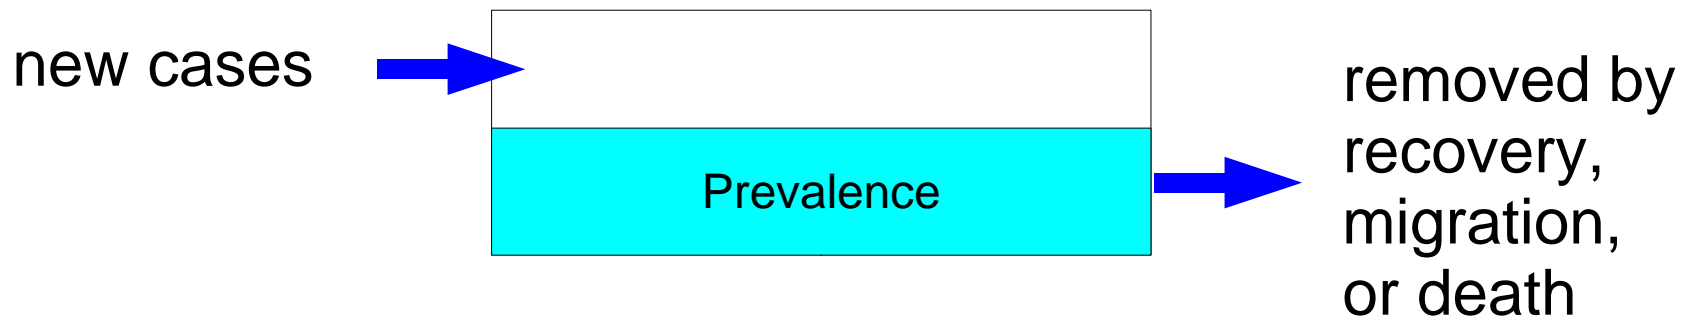 new cases
Prevalence
removed by
recovery,
migration,
or death